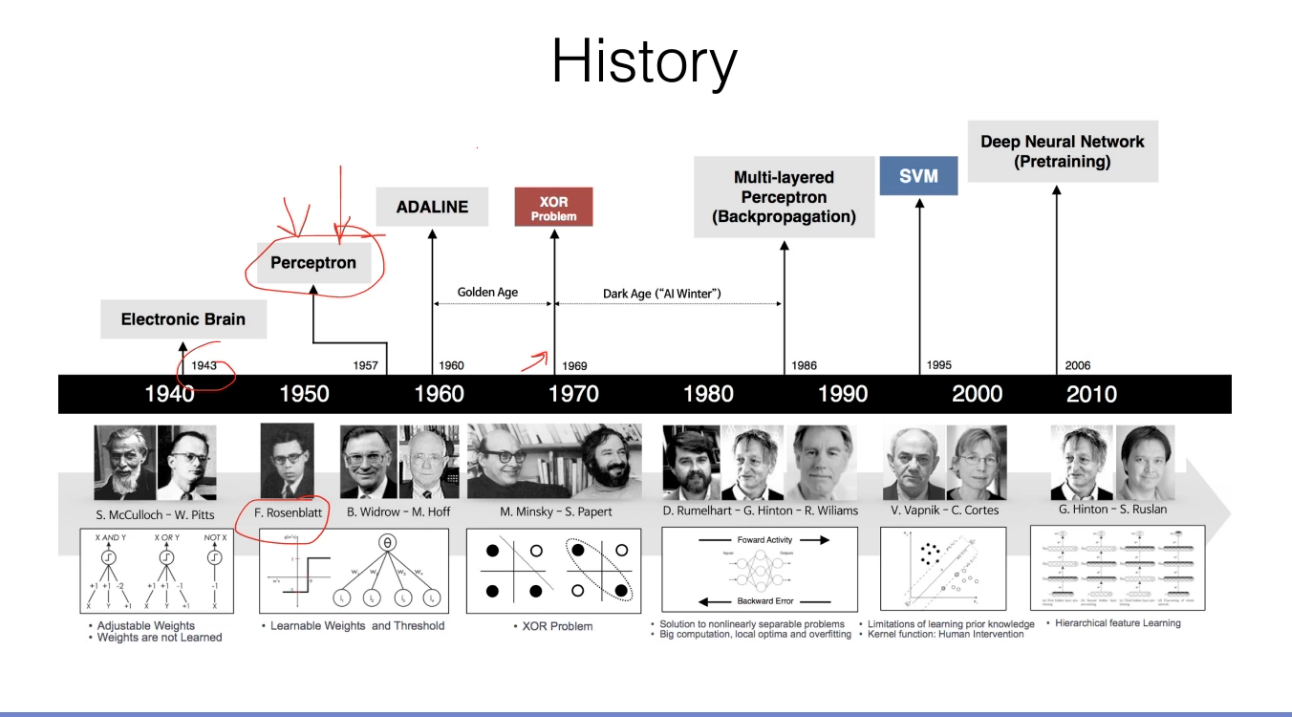 History
Deep Neural Network
(Pretraining)
Multi-layered
Perceptron
(Backpropagation)
SVM
ADALINE
XOR
Problem
Perceptron
Golden Age
Dark Age ("AI Winter")
Electronic Brain
1943
1957
1960
1969
1986
1995
2006
1940
1950
1960
1970
1980
1990
2000
2010
S. McCulloch – W. Pitts
F. Rosenblatt
B. Widrow – M. Hoff
M. Minsky – S. Papert
D. Rumelhart – G. Hinton – R. Wiliams
V. Vapnik – C. Cortes
G. Hinton – S. Ruslan
X AND Y
X OR Y
NOT X
+1 +1 -2
+1 +1 -1
-1
X Y +1
X Y +1
X
θ
Foward Activity
Backward Error
• Adjustable Weights
• Weights are not Learned
• Learnable Weights and Threshold
• XOR Problem
• Solution to nonlinearly separable problems
• Big computation, local optima and overfitting
• Limitations of learning prior knowledge
• Kernel function: Human Intervention
• Hierarchical feature Learning